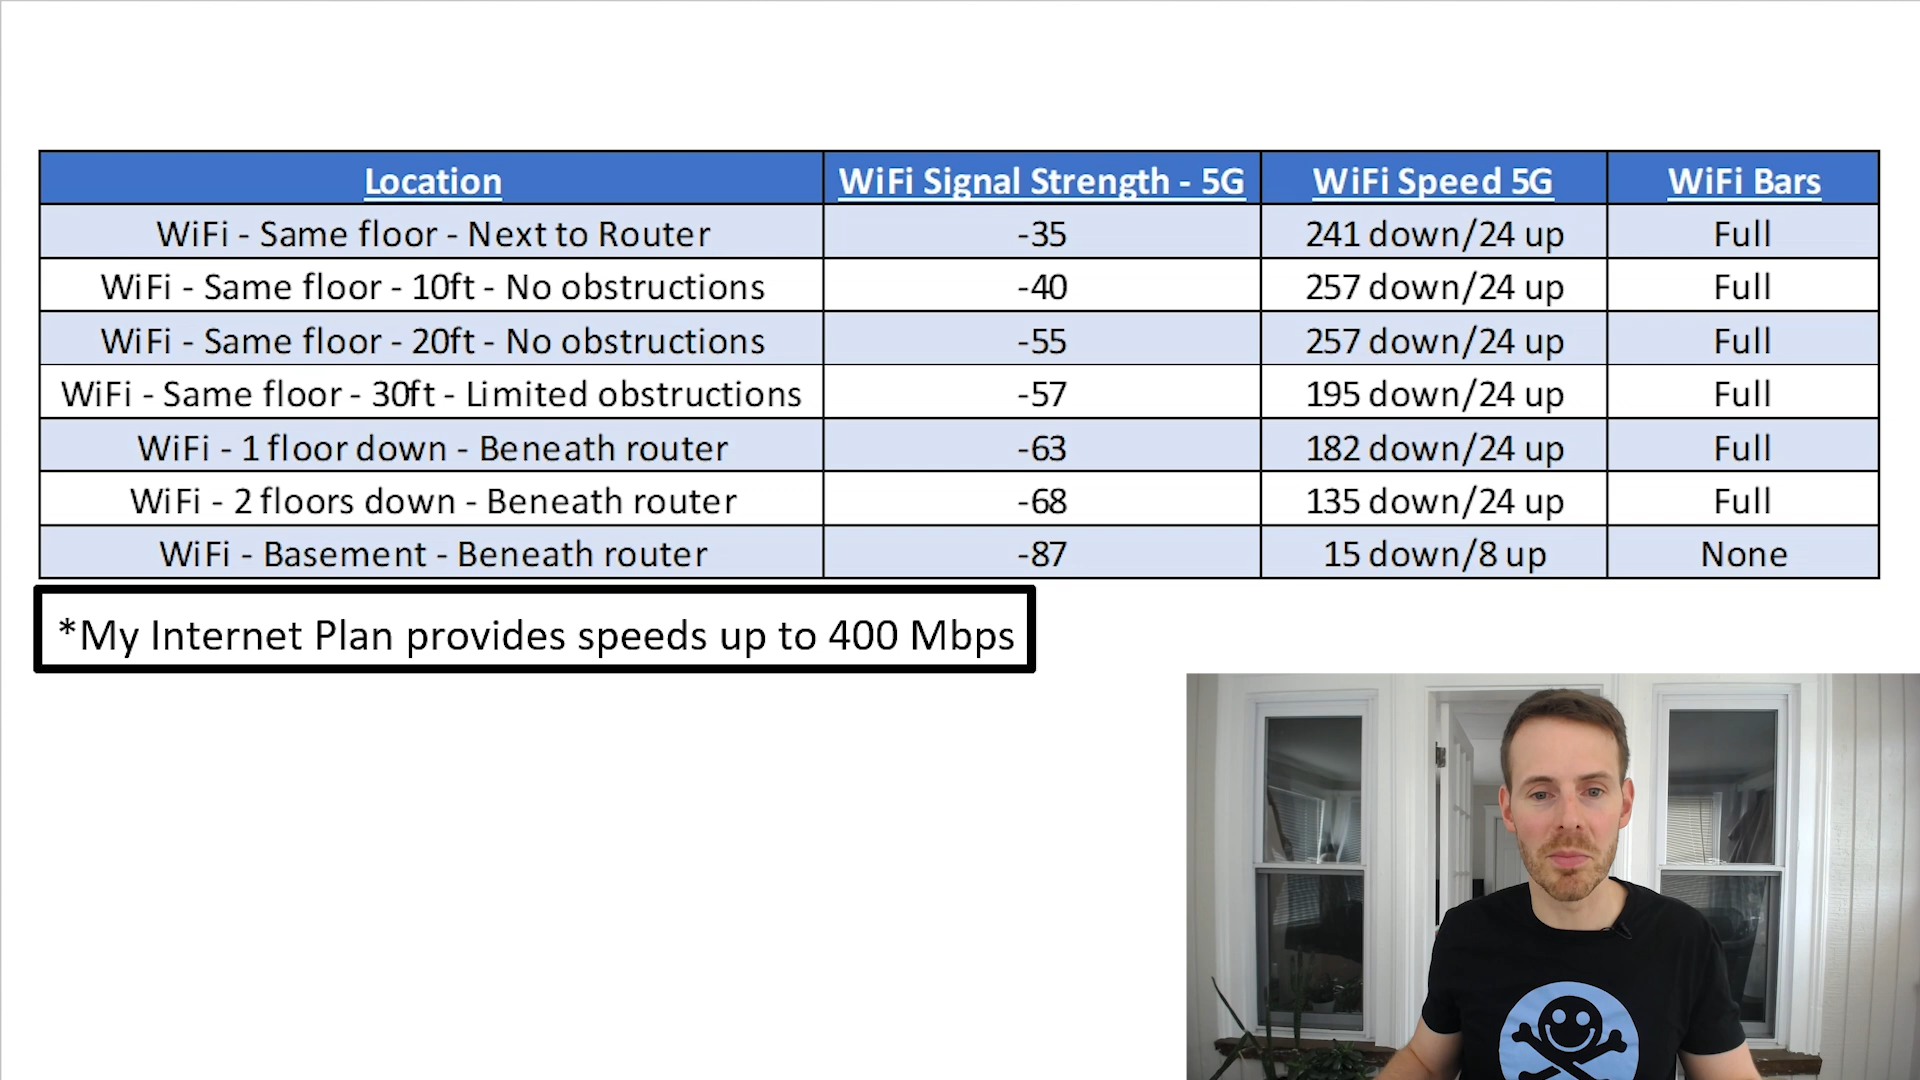 Location WiFi Signal Strength - 5G WiFi Speed 5G WiFi Bars
WiFi - Same floor - Next to Router -35 241 down/24 up Full
WiFi - Same floor - 10ft - No obstructions -40 257 down/24 up Full
WiFi - Same floor - 20ft - No obstructions -55 257 down/24 up Full
WiFi - Same floor - 30ft - Limited obstructions -57 195 down/24 up Full
WiFi - 1 floor down - Beneath router -63 182 down/24 up Full
WiFi - 2 floors down - Beneath router -68 135 down/24 up Full
WiFi - Basement - Beneath router -87 15 down/8 up None
*My Internet Plan provides speeds up to 400 Mbps